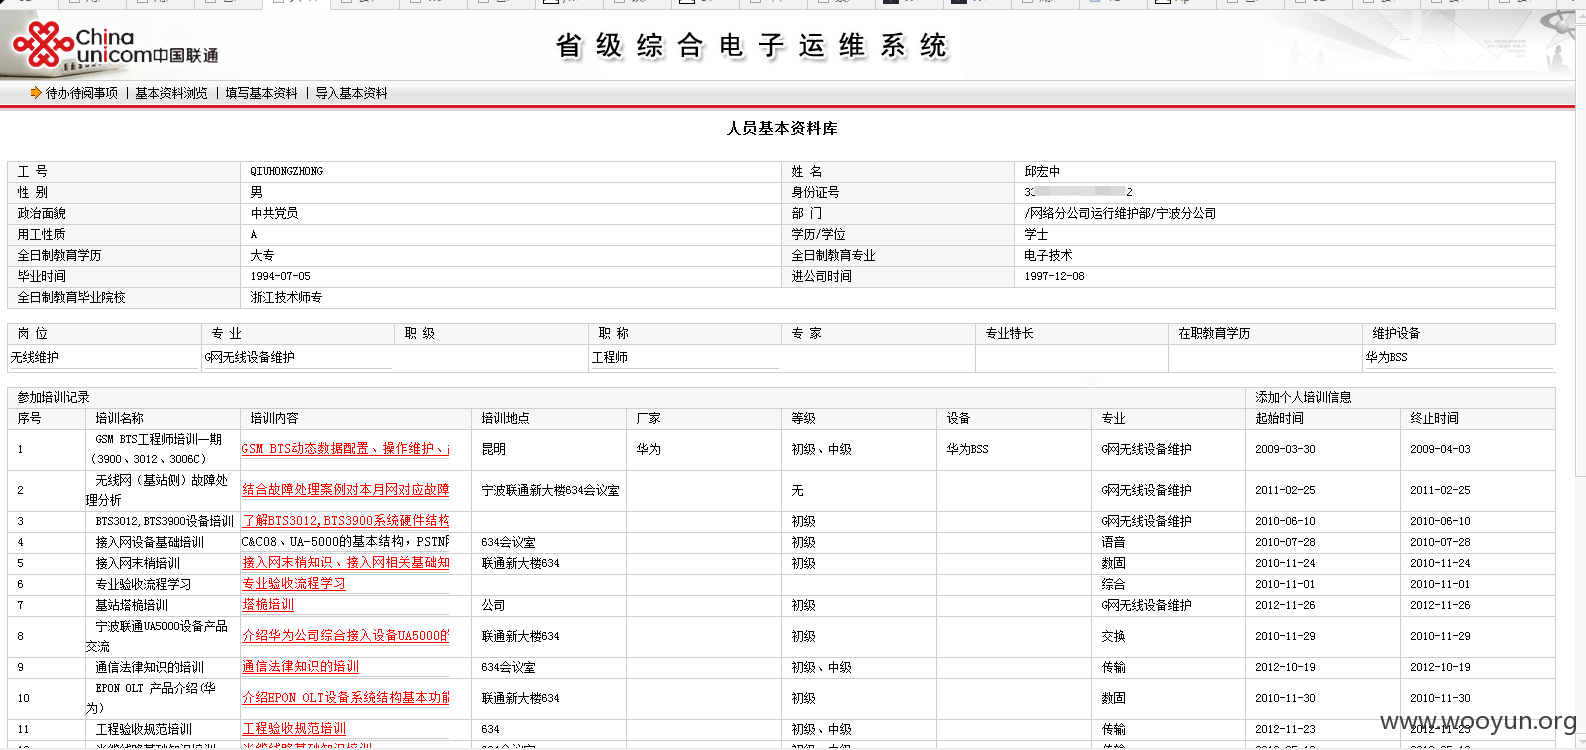 China unicom中国联通
省级综合电子运维系统
待办待阅事项 | 基本资料浏览 | 填写基本资料 | 导入基本资料
人员基本资料库
工 号 QIUHONGZHONG 姓 名 邱宏中
性 别 男 身份证号 33 2
政治面貌 中共党员 部 门 /网络分公司运行维护部/宁波分公司
用工性质 A 学历/学位 学士
全日制教育学历 大专 全日制教育专业 电子技术
毕业时间 1994-07-05 进公司时间 1997-12-08
全日制教育毕业院校 浙江技术师专
岗 位 专 业 职 级 职 称 专 家 专业特长 在职教育学历 维护设备
无线维护 G网无线设备维护 工程师 华为BSS
参加培训记录 添加个人培训信息
序号 培训名称 培训内容 培训地点 厂家 等级 设备 专业 起始时间 终止时间
1 GSM BTS工程师培训一期（3900、3012、3006C） GSM BTS动态数据配置、操作维护、 昆明 华为 初级、中级 华为BSS G网无线设备维护 2009-03-30 2009-04-03
2 无线网（基站侧）故障处理分析 结合故障处理案例对本月网对应故障 宁波联通新大楼634会议室 无 G网无线设备维护 2011-02-25 2011-02-25
3 BTS3012,BTS3900设备培训 了解BTS3012,BTS3900系统硬件结构 初级 G网无线设备维护 2010-06-10 2010-06-10
4 接入网设备基础培训 C&C08、UA-5000的基本结构，PSTN 634会议室 初级 语音 2010-07-28 2010-07-28
5 接入网末梢培训 接入网末梢知识、接入网相关基础知 联通新大楼634 初级 数固 2010-11-24 2010-11-24
6 专业验收流程学习 专业验收流程学习 综合 2010-11-01 2010-11-01
7 基站塔桅培训 塔桅培训 公司 初级 G网无线设备维护 2012-11-26 2012-11-26
8 宁波联通UA5000设备产品交流 介绍华为公司综合接入设备UA5000的 联通新大楼634 初级 交换 2010-11-29 2010-11-29
9 通信法律知识的培训 通信法律知识的培训 634会议室 初级、中级 传输 2012-10-19 2012-10-19
10 EPON OLT 产品介绍(华为） 介绍EPON OLT设备系统结构基本功能 联通新大楼634 初级 数固 2010-11-30 2010-11-30
11 工程验收规范培训 工程验收规范培训 634 初级、中级 传输 2012-11-23 2012-11-23
www.wooyun.org